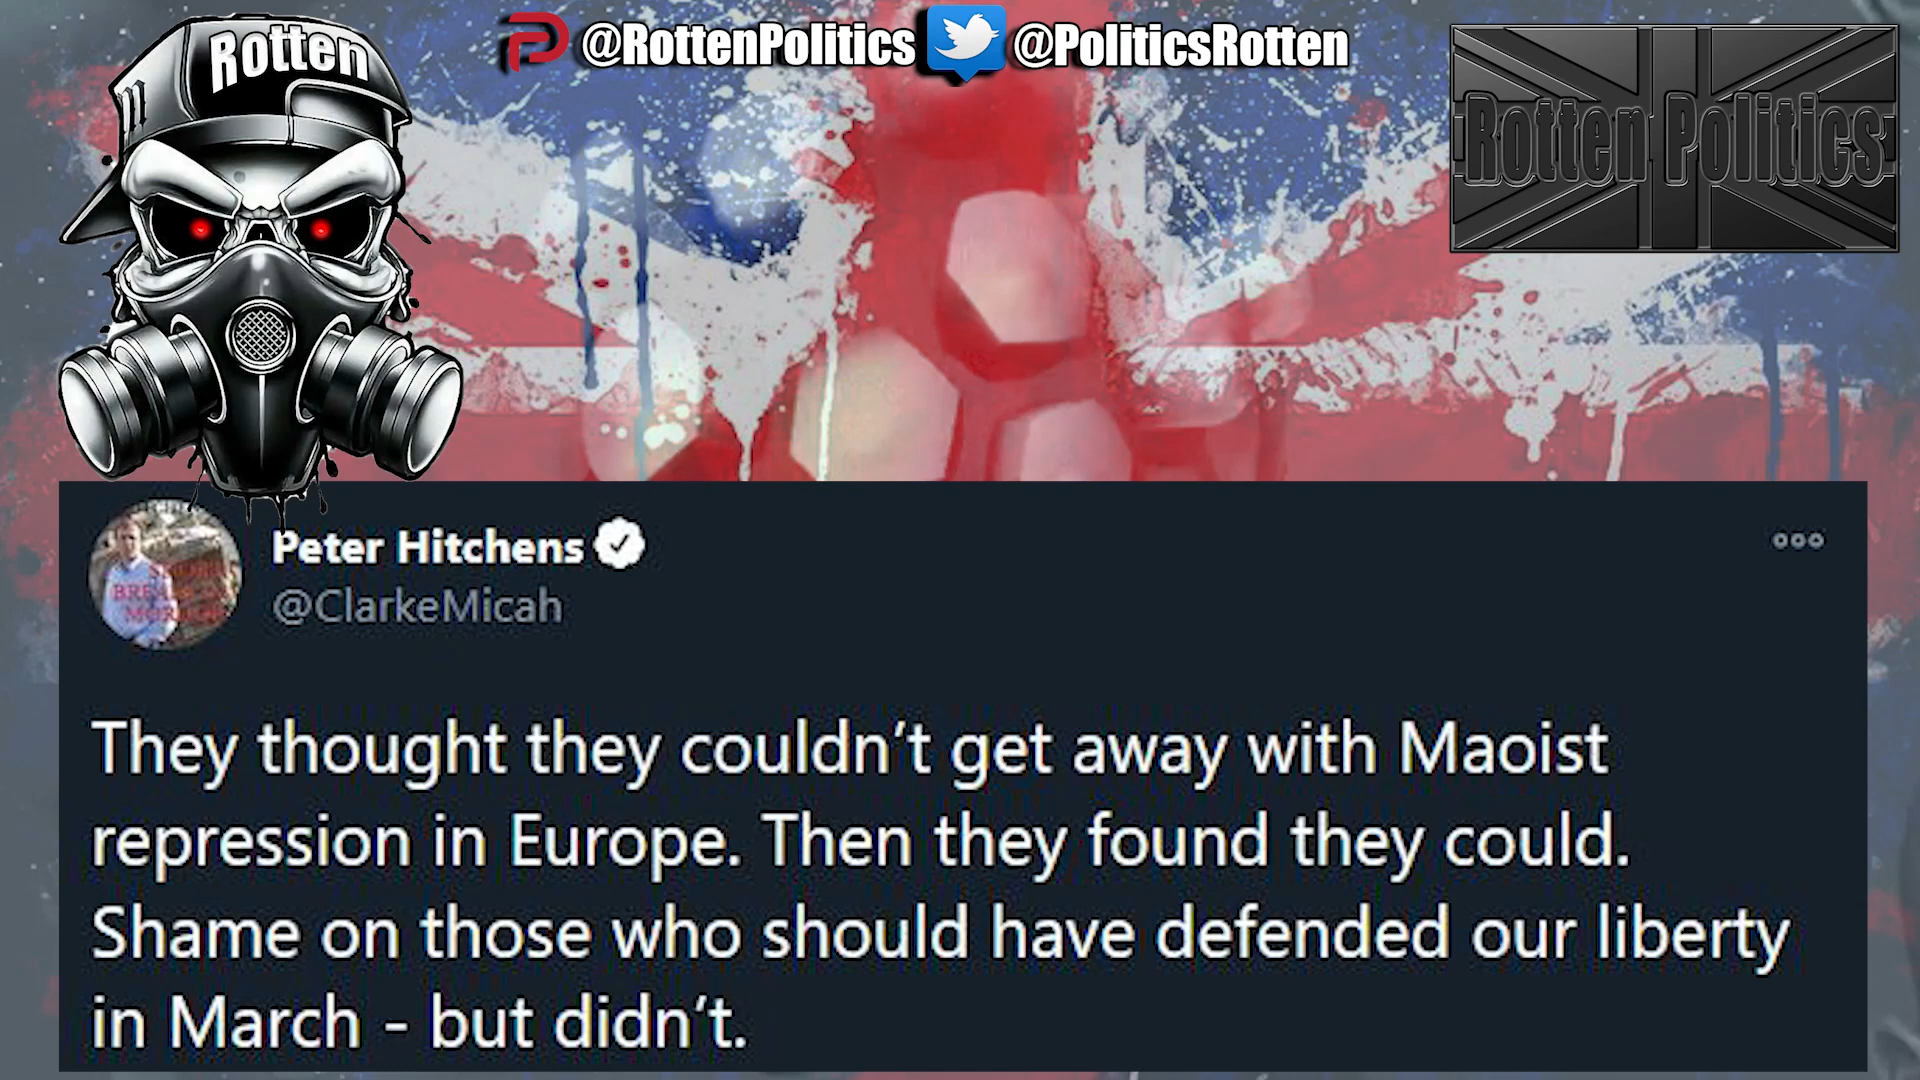 Rotten
@RottenPolitics
@PoliticsRotten
Rotten Politics
Peter Hitchens
@ClarkeMicah
They thought they couldn't get away with Maoist
repression in Europe. Then they found they could.
Shame on those who should have defended our liberty
in March - but didn't.